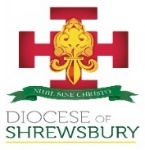 NIHIL SINE CHRISTO
DIOCESE OF
SHREWSBURY